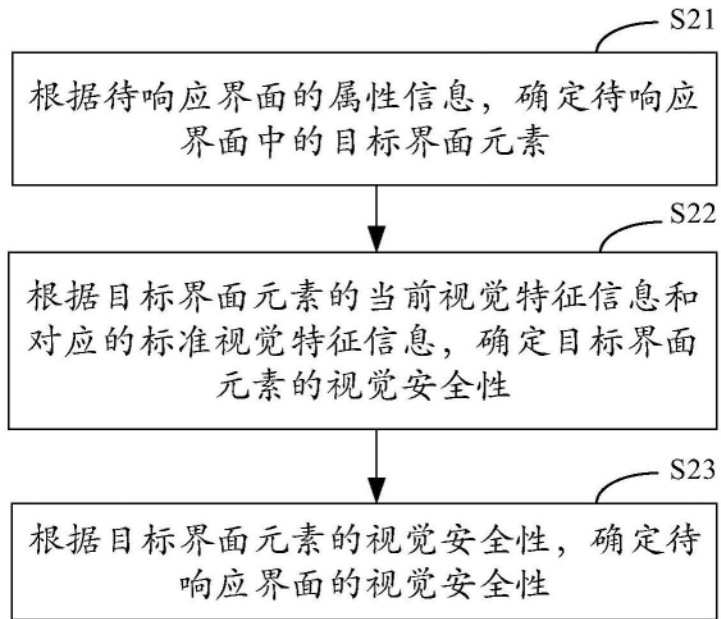 S21
根据待响应界面的属性信息，确定待响应
界面中的目标界面元素
S22
根据目标界面元素的当前视觉特征信息和
对应的标准视觉特征信息，确定目标界面
元素的视觉安全性
S23
根据目标界面元素的视觉安全性，确定待
响应界面的视觉安全性